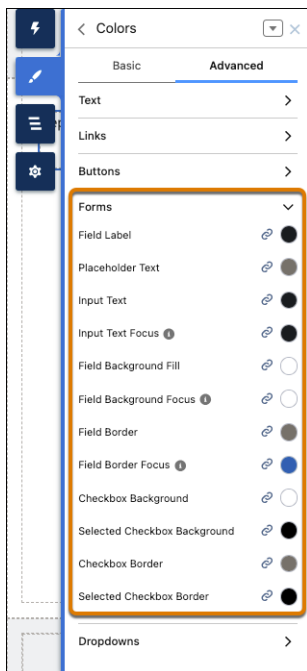 Colors
Basic Advanced
Text
Links
Buttons
Forms
Field Label
Placeholder Text
Input Text
Input Text Focus
Field Background Fill
Field Background Focus
Field Border
Field Border Focus
Checkbox Background
Selected Checkbox Background
Checkbox Border
Selected Checkbox Border
Dropdowns